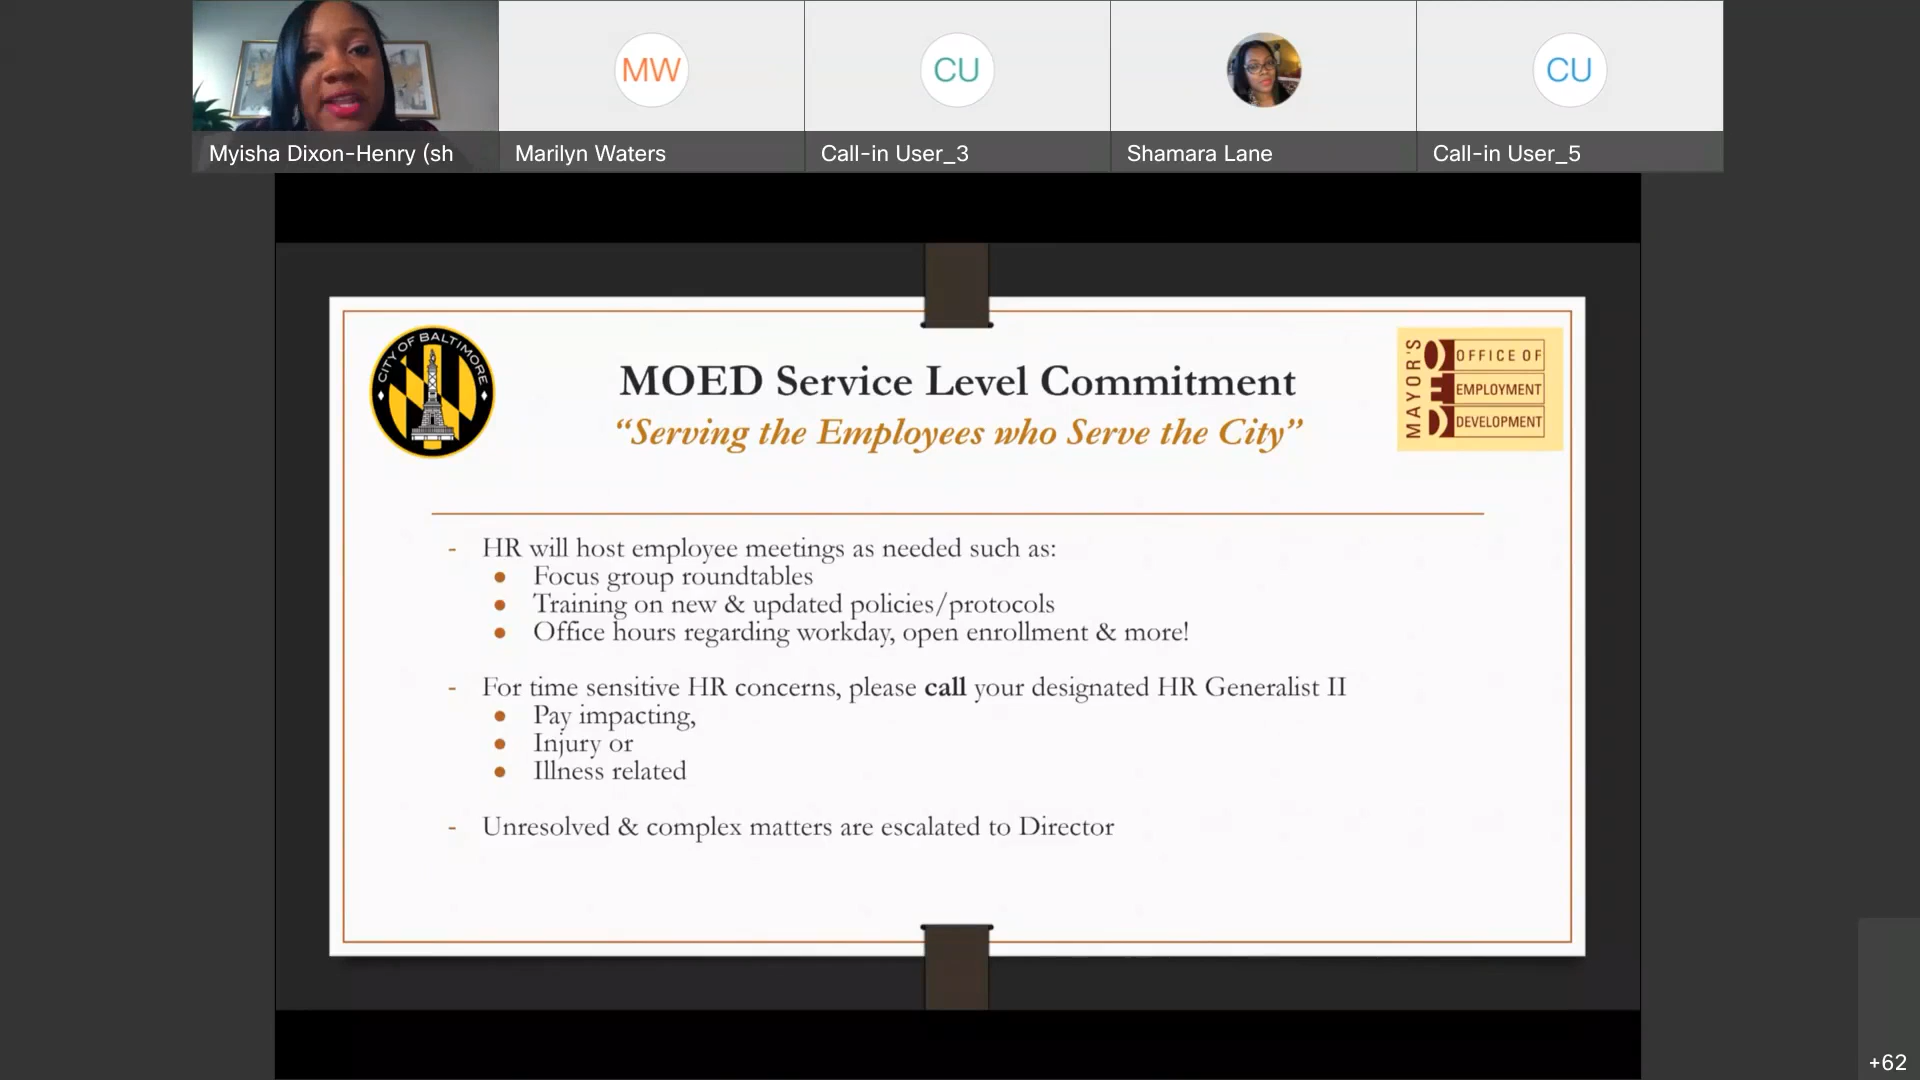 MW
CU
CU
Myisha Dixon-Henry (sh
Marilyn Waters
Call-in User_3
Shamara Lane
Call-in User_5
CITY OF BALTIMORE
MOED Service Level Commitment
“Serving the Employees who Serve the City”
MAYOR'S
OFFICE OF
EMPLOYMENT
DEVELOPMENT
- HR will host employee meetings as needed such as:
● Focus group roundtables
● Training on new & updated policies/protocols
● Office hours regarding workday, open enrollment & more!
- For time sensitive HR concerns, please call your designated HR Generalist II
● Pay impacting,
● Injury or
● Illness related
- Unresolved & complex matters are escalated to Director
+62